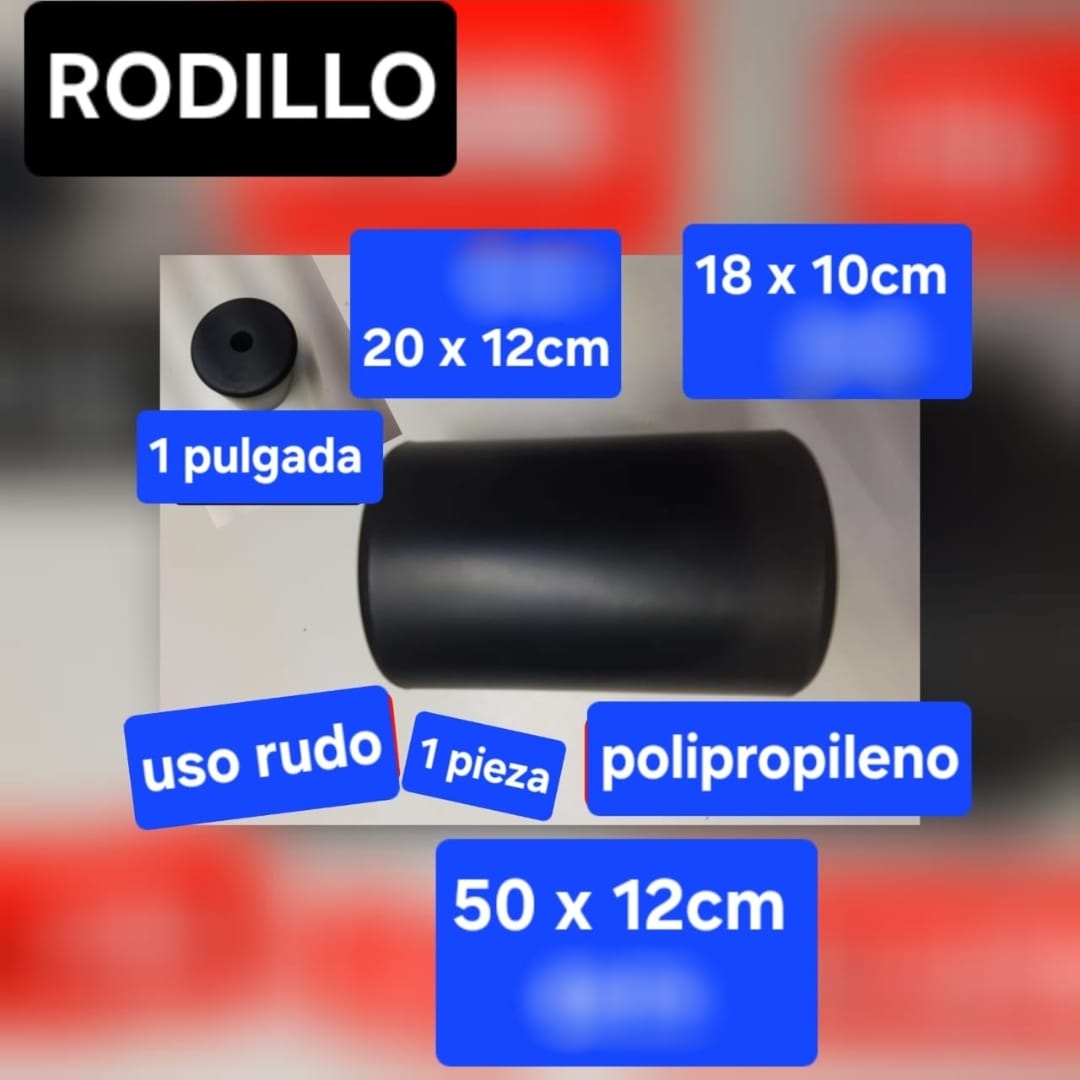 RODILLO
20 x 12cm
18 x 10cm
1 pulgada
uso rudo
1 pieza
polipropileno
50 x 12cm